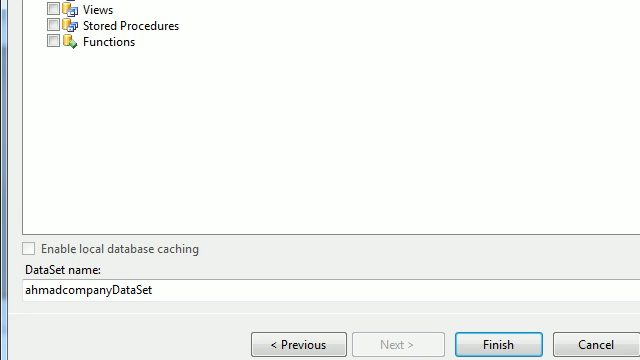 Views
Stored Procedures
Functions
Enable local database caching
DataSet name:
ahmadcompanyDataSet
< Previous
Next >
Finish
Cancel